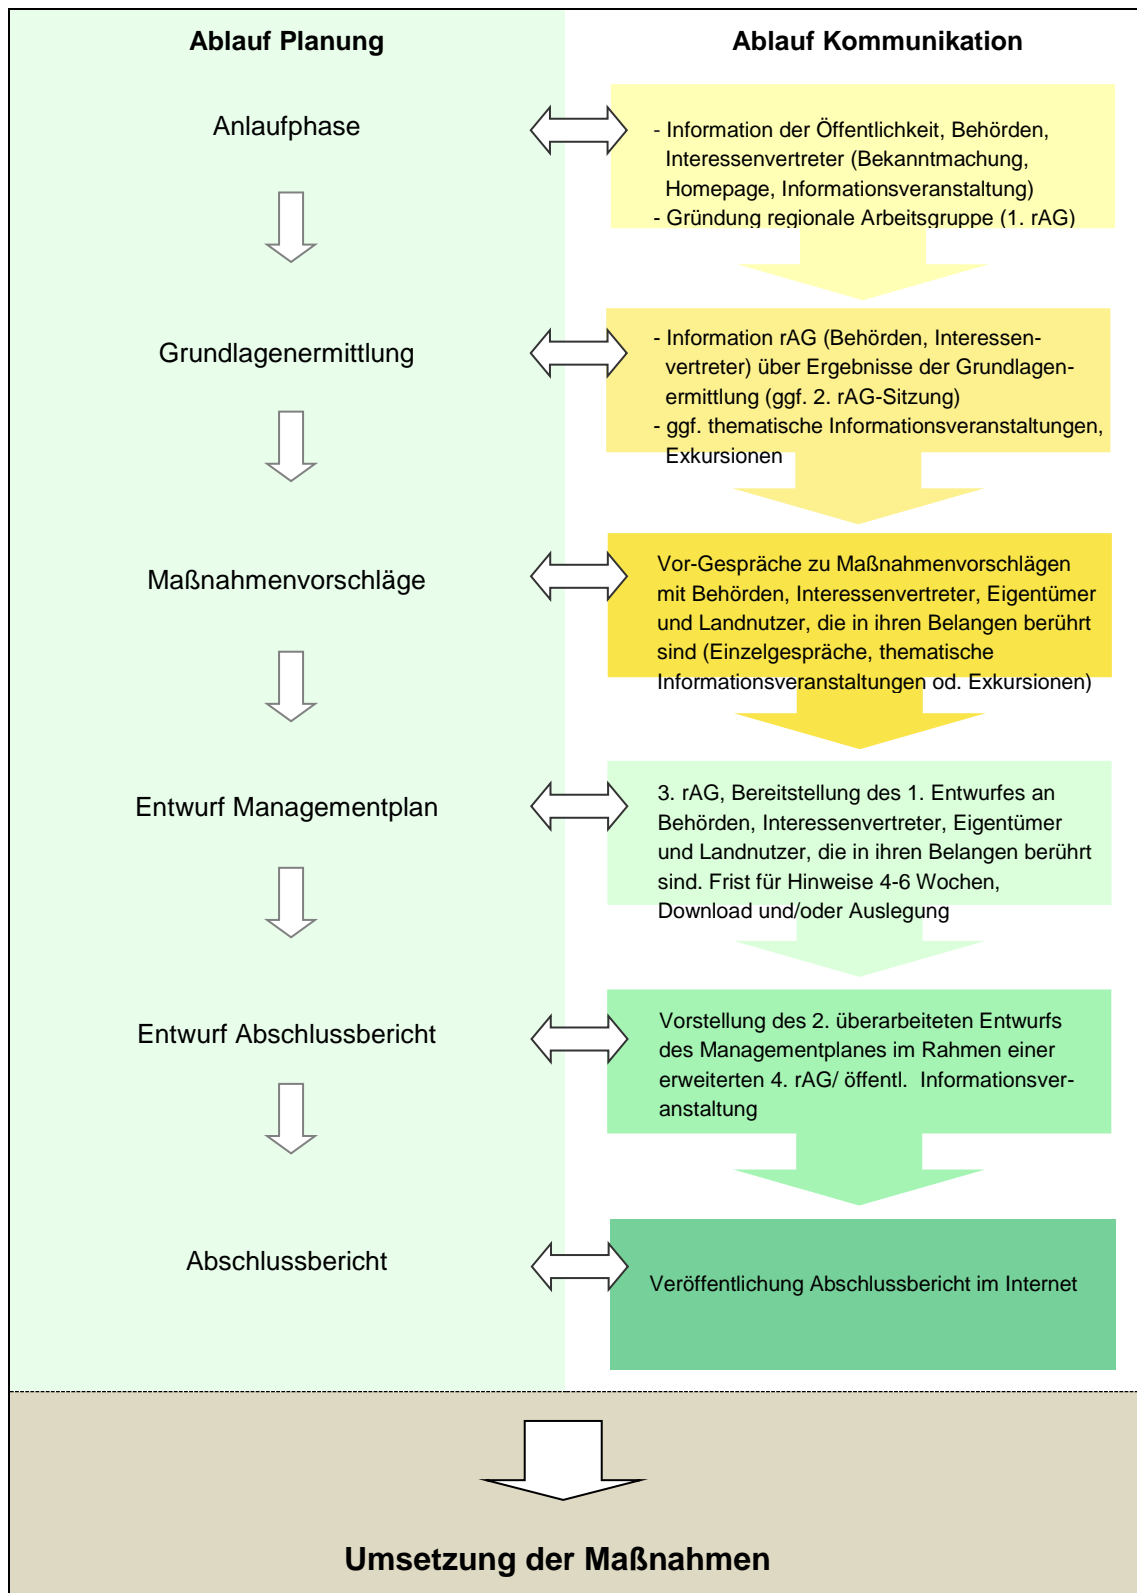 Ablauf Planung
Ablauf Kommunikation
Anlaufphase
- Information der Öffentlichkeit, Behörden,
Interessenvertreter (Bekanntmachung,
Homepage, Informationsveranstaltung)
- Gründung regionale Arbeitsgruppe (1. rAG)
Grundlagenermittlung
- Information rAG (Behörden, Interessen-
vertreter) über Ergebnisse der Grundlagen-
ermittlung (ggf. 2. rAG-Sitzung)
- ggf. thematische Informationsveranstaltungen,
Exkursionen
Maßnahmenvorschläge
Vor-Gespräche zu Maßnahmenvorschlägen
mit Behörden, Interessenvertreter, Eigentümer
und Landnutzer, die in ihren Belangen berührt
sind (Einzelgespräche, thematische
Informationsveranstaltungen od. Exkursionen)
Entwurf Managementplan
3. rAG, Bereitstellung des 1. Entwurfes an
Behörden, Interessenvertreter, Eigentümer
und Landnutzer, die in ihren Belangen berührt
sind. Frist für Hinweise 4-6 Wochen,
Download und/oder Auslegung
Entwurf Abschlussbericht
Vorstellung des 2. überarbeiteten Entwurfs
des Managementplanes im Rahmen einer
erweiterten 4. rAG/ öffentl. Informationsver-
anstaltung
Abschlussbericht
Veröffentlichung Abschlussbericht im Internet
Umsetzung der Maßnahmen